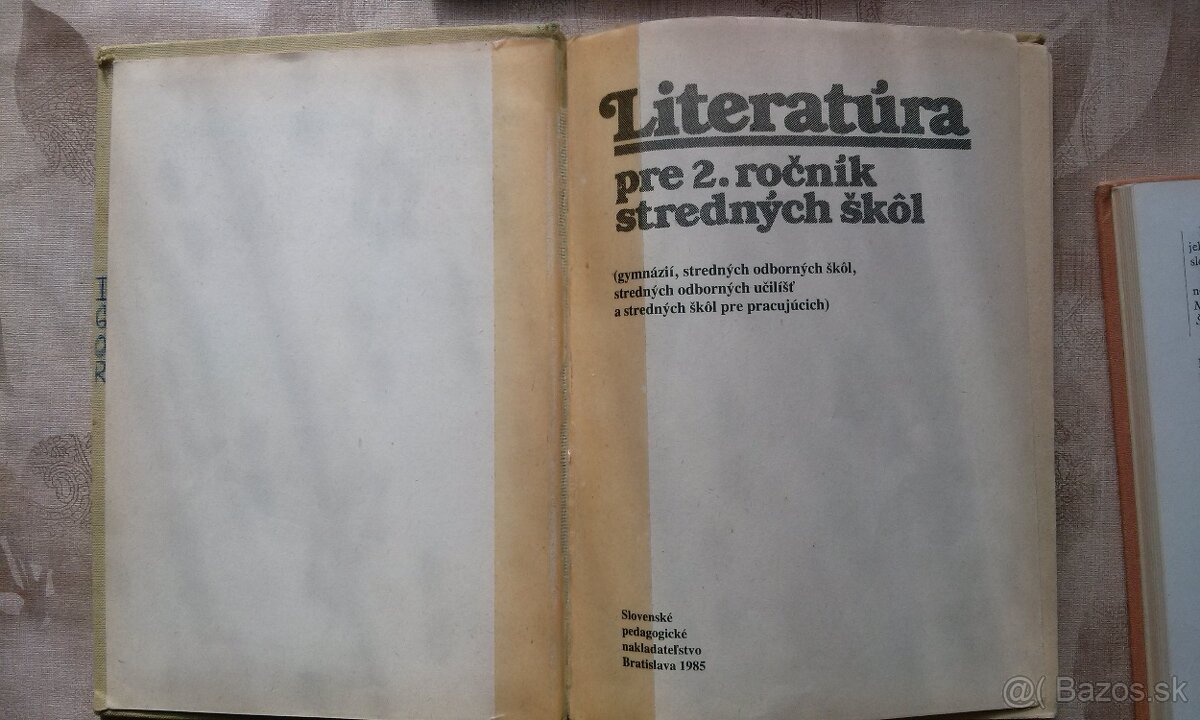 Literatúra
pre 2. ročník
stredných škôl
(gymnázií, stredných odborných škôl,
stredných odborných učilíšť
a stredných škôl pre pracujúcich)
Slovenské
pedagogické
nakladateľstvo
Bratislava 1985
IGOR
@( Bazos.sk